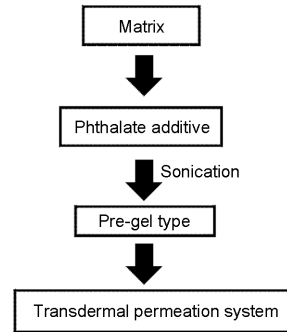 Matrix
Phthalate additive
Sonication
Pre-gel type
Transdermal permeation system